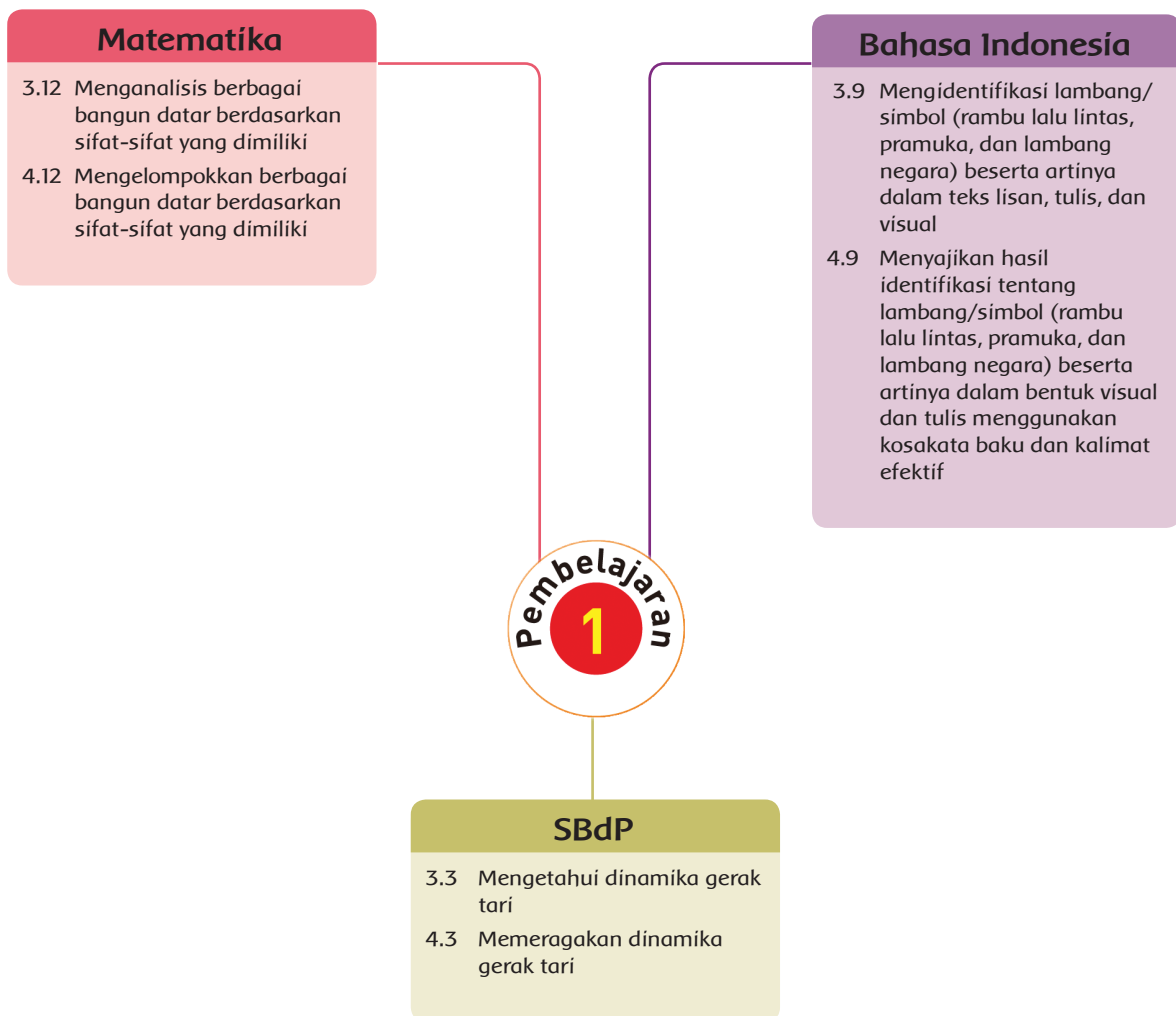 Matematika
3.12 Menganalisis berbagai
bangun datar berdasarkan
sifat-sifat yang dimiliki
4.12 Mengelompokkan berbagai
bangun datar berdasarkan
sifat-sifat yang dimiliki
Bahasa Indonesia
3.9 Mengidentifikasi lambang/
simbol (rambu lalu lintas,
pramuka, dan lambang
negara) beserta artinya
dalam teks lisan, tulis, dan
visual
4.9 Menyajikan hasil
identifikasi tentang
lambang/simbol (rambu
lalu lintas, pramuka, dan
lambang negara) beserta
artinya dalam bentuk visual
dan tulis menggunakan
kosakata baku dan kalimat
efektif
Pembelajaran
1
SBdP
3.3 Mengetahui dinamika gerak
tari
4.3 Memeragakan dinamika
gerak tari